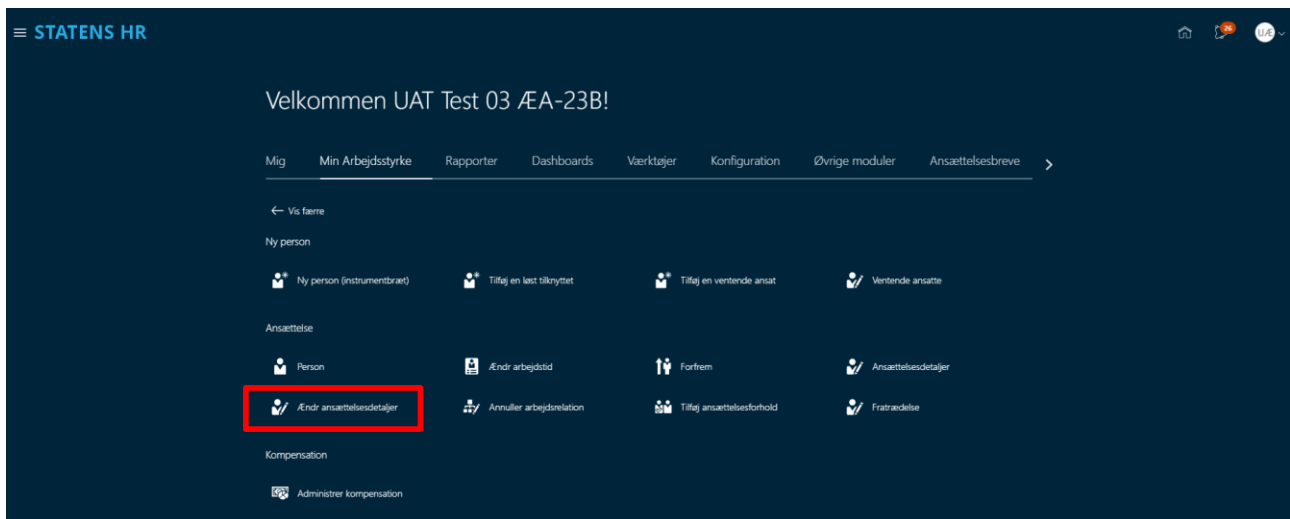 ≡ STATENS HR
26
UÆ
Velkommen UAT Test 03 ÆA-23B!
Mig Min Arbejdsstyrke Rapporter Dashboards Værktøjer Konfiguration Øvrige moduler Ansættelsesbreve
← Vis færre
Ny person
Ny person (instrumentbræt) Tilføj en løst tilknyttet Tilføj en ventende ansat Ventende ansatte
Ansættelse
Person Ændr arbejdstid Forfrem Ansættelsesdetaljer
Ændr ansættelsesdetaljer Annuller arbejdsrelation Tilføj ansættelsesforhold Fratrædelse
Kompensation
Administrer kompensation